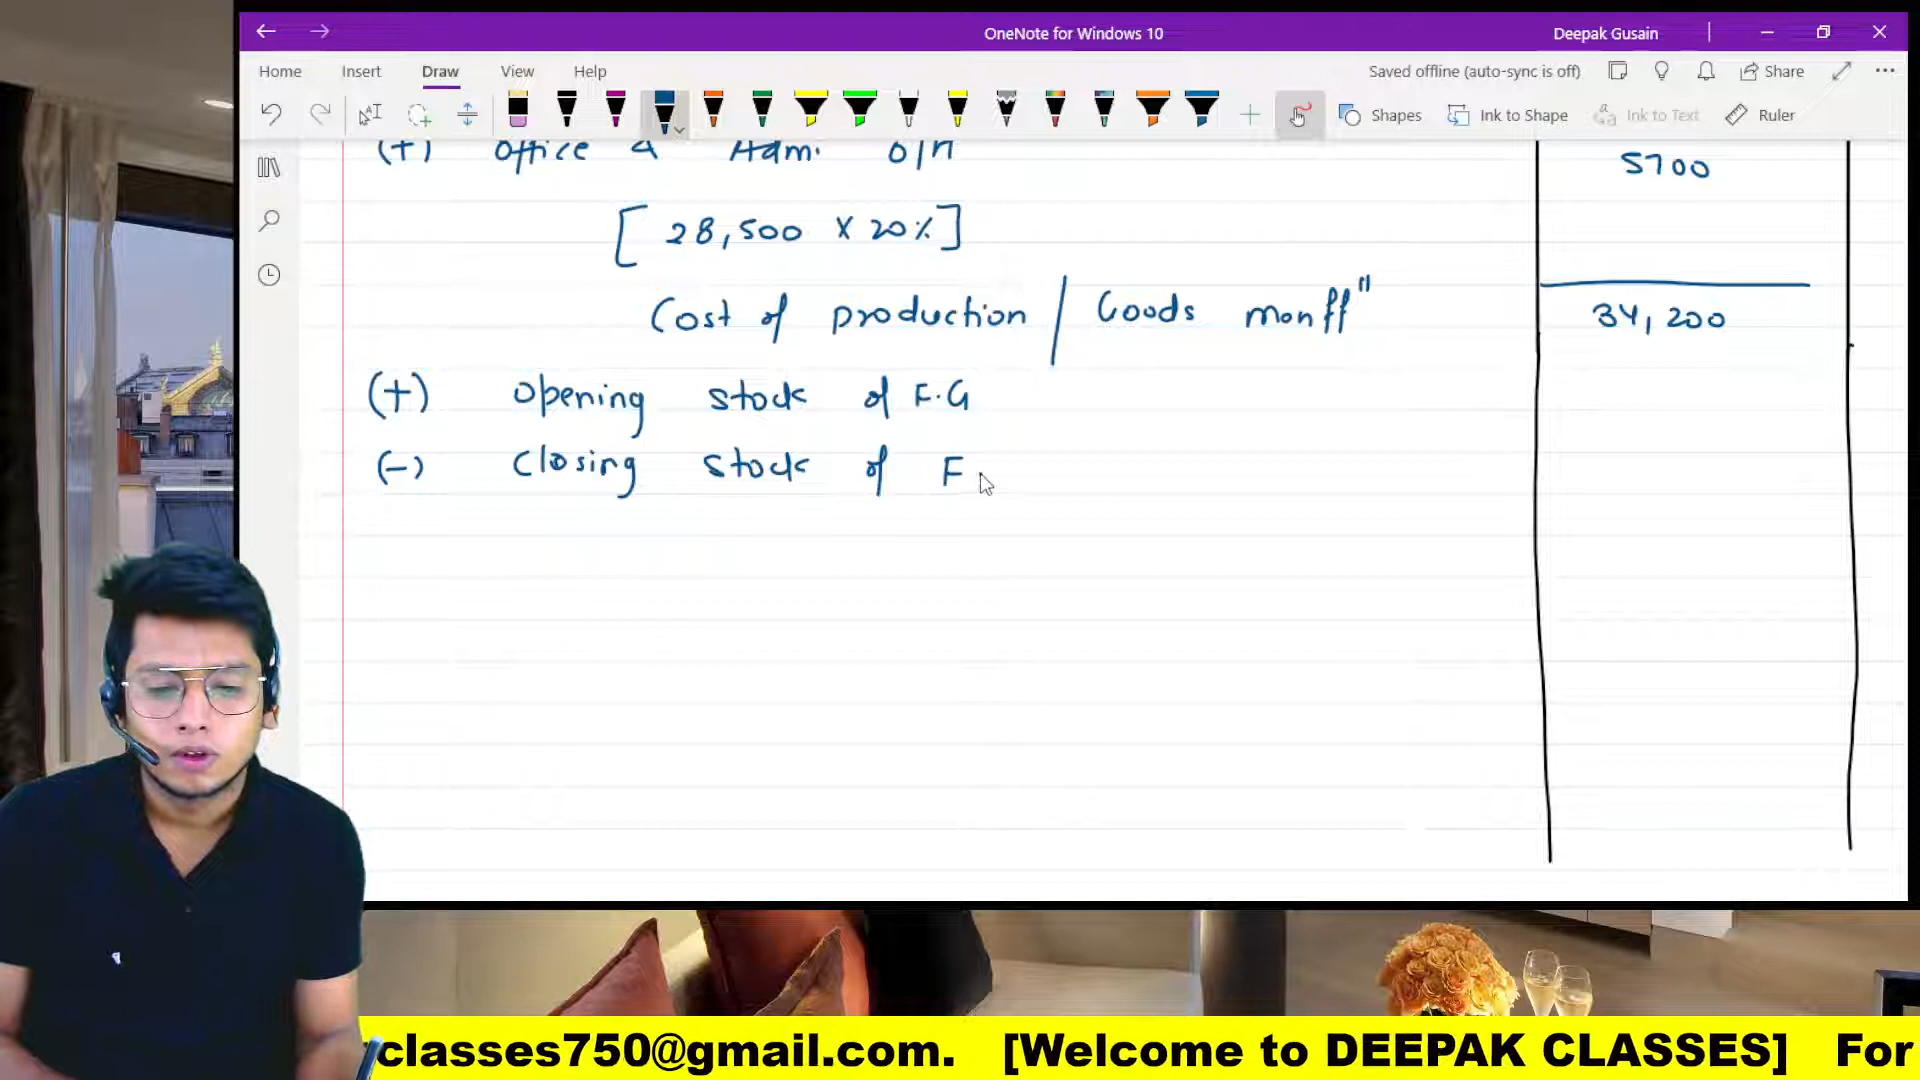 OneNote for Windows 10
Deepak Gusain
Home Insert Draw View Help
Saved offline (auto-sync is off) Share
Shapes Ink to Shape Ink to Text Ruler
(+) Office & Adm. O/H 5700
[28,500 X 20%]
Cost of production / Goods manff" 34,200
(+) Opening stock of F.G
(-) Closing stock of F
classes750@gmail.com. [Welcome to DEEPAK CLASSES] For